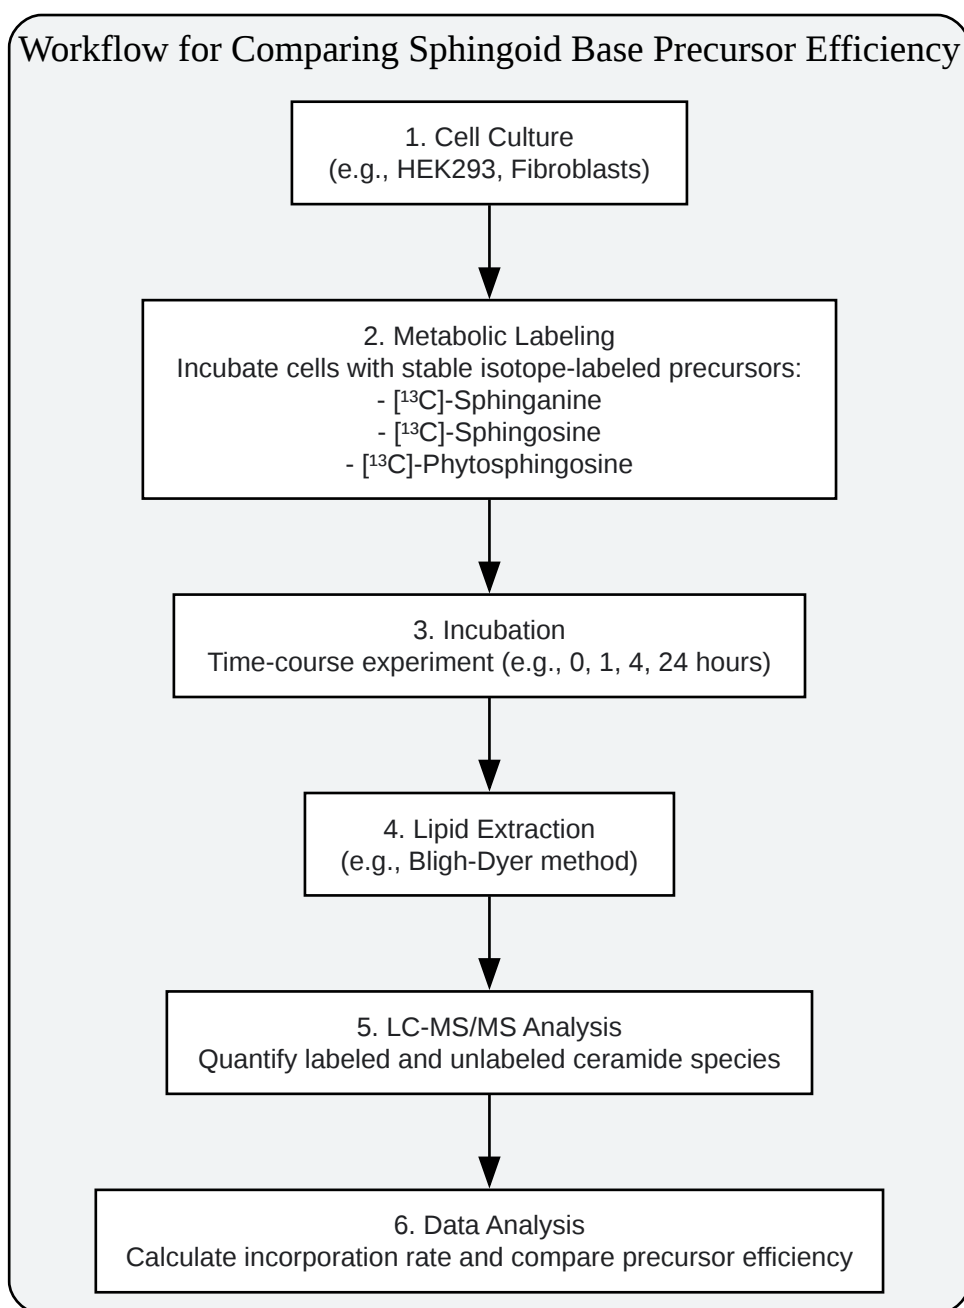 Workflow for Comparing Sphingoid Base Precursor Efficiency
1. Cell Culture
(e.g., HEK293, Fibroblasts)
2. Metabolic Labeling
Incubate cells with stable isotope-labeled precursors:
- [¹³C]-Sphinganine
- [¹³C]-Sphingosine
- [¹³C]-Phytosphingosine
3. Incubation
Time-course experiment (e.g., 0, 1, 4, 24 hours)
4. Lipid Extraction
(e.g., Bligh-Dyer method)
5. LC-MS/MS Analysis
Quantify labeled and unlabeled ceramide species
6. Data Analysis
Calculate incorporation rate and compare precursor efficiency